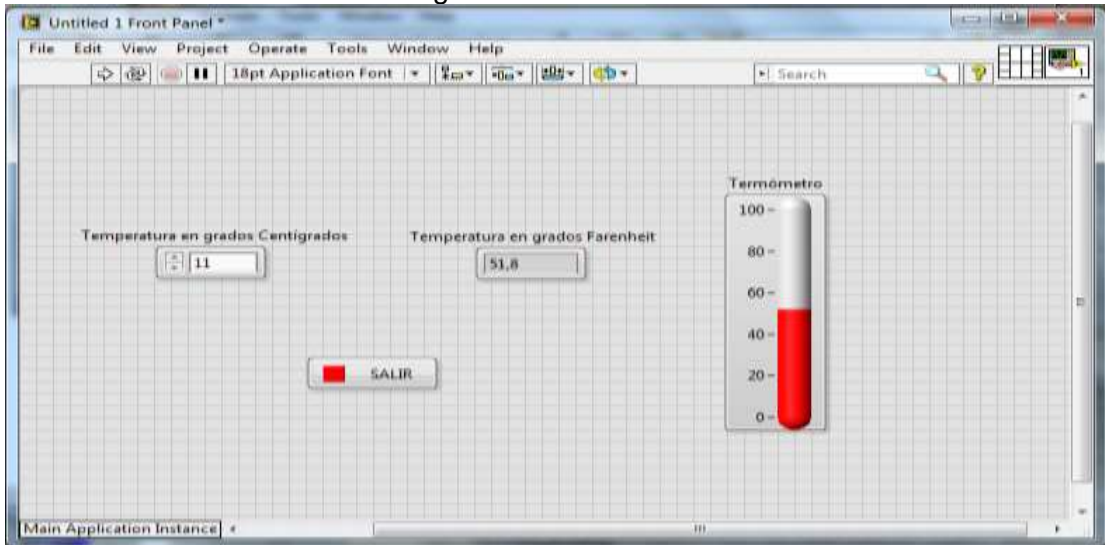 Untitled 1 Front Panel *
File Edit View Project Operate Tools Window Help
18pt Application Font Search
Termómetro
100
Temperatura en grados Centígrados Temperatura en grados Farenheit
80
11 51,8
60
40
SALIR
20
0
Main Application Instance